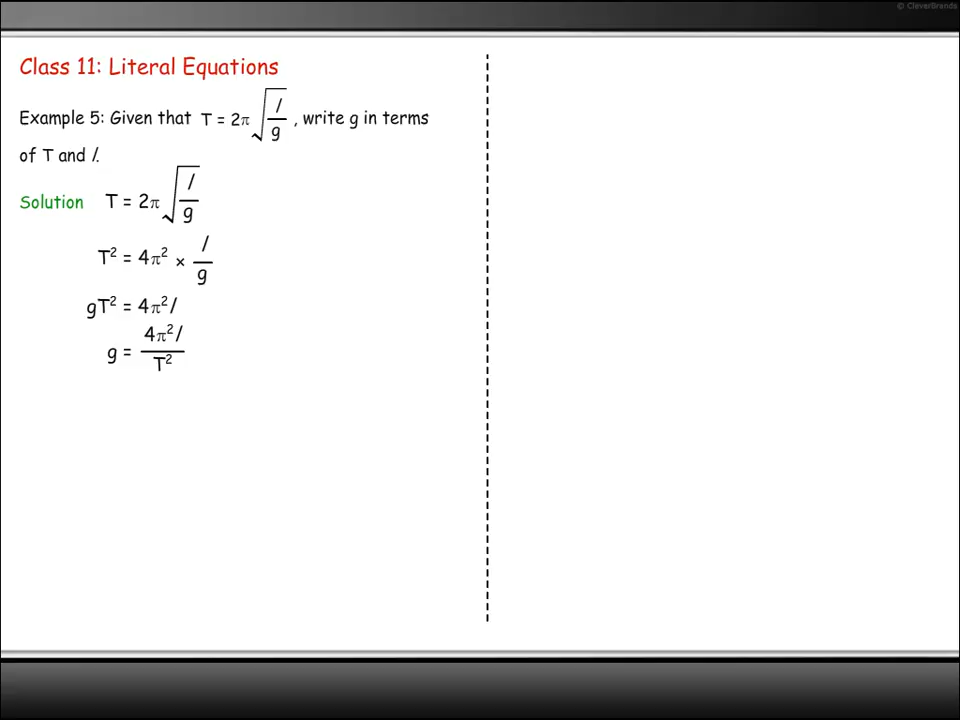 © CleverBrands
Class 11: Literal Equations
Example 5: Given that T = 2π √(l/g) , write g in terms
of T and l.
Solution T = 2π √(l/g)
T² = 4π² × l/g
gT² = 4π²l
g = 4π²l/T²